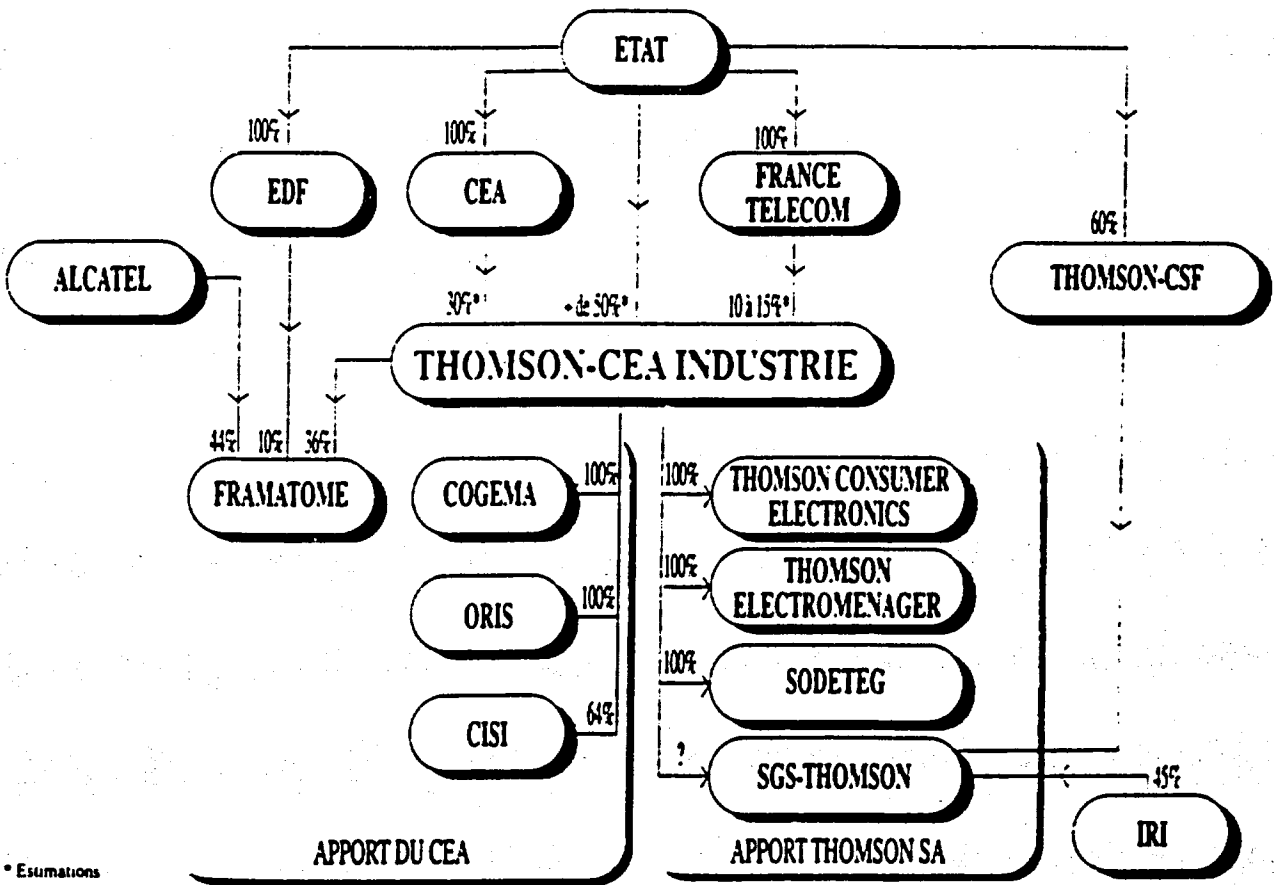 ETAT
100%
100%
100%
EDF
CEA
FRANCE
TELECOM
60%
ALCATEL
THOMSON-CSF
30%*
+ de 50%*
10 à 15%*
THOMSON-CEA INDUSTRIE
44%
10%
36%
FRAMATOME
COGEMA
100%
100%
THOMSON CONSUMER
ELECTRONICS
ORIS
100%
100%
THOMSON
ELECTROMENAGER
100%
SODETEG
CISI
64%
?
SGS-THOMSON
45%
IRI
APPORT DU CEA
APPORT THOMSON SA
* Estimations